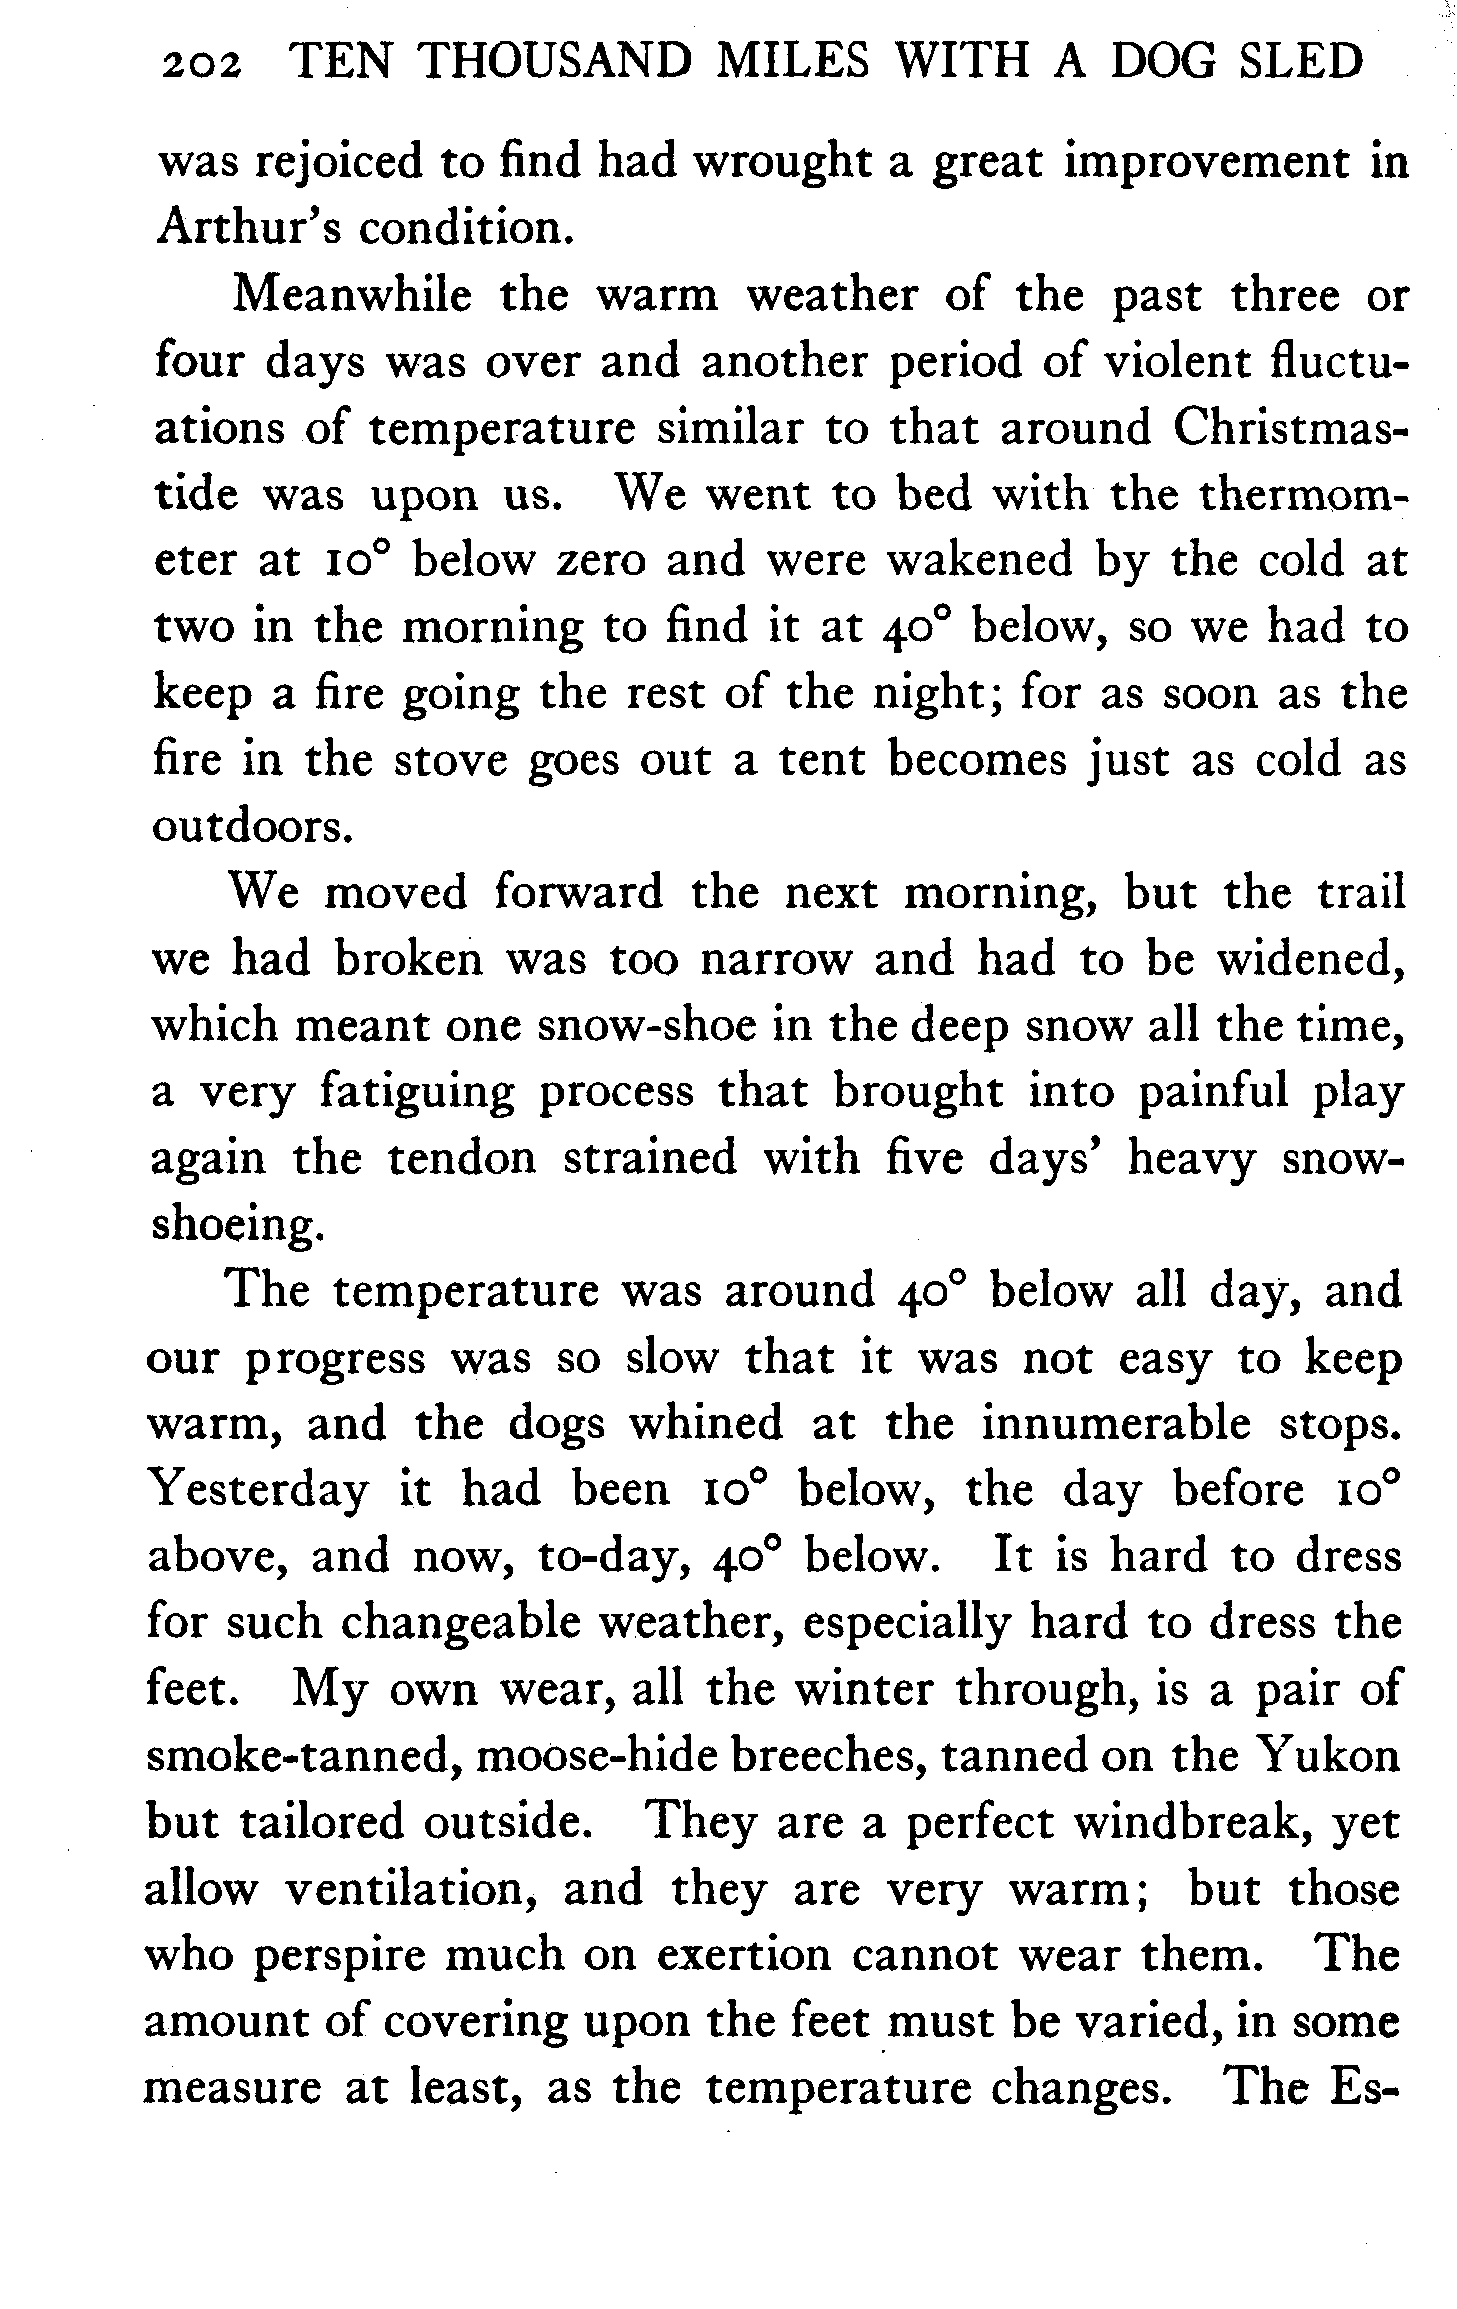 202 TEN THOUSAND MILES WITH A DOG SLED
was rejoiced to find had wrought a great improvement in
Arthur's condition.
Meanwhile the warm weather of the past three or
four days was over and another period of violent fluctu-
ations of temperature similar to that around Christmas-
tide was upon us. We went to bed with the thermom-
eter at 10° below zero and were wakened by the cold at
two in the morning to find it at 40° below, so we had to
keep a fire going the rest of the night; for as soon as the
fire in the stove goes out a tent becomes just as cold as
outdoors.
We moved forward the next morning, but the trail
we had broken was too narrow and had to be widened,
which meant one snow-shoe in the deep snow all the time,
a very fatiguing process that brought into painful play
again the tendon strained with five days' heavy snow-
shoeing.
The temperature was around 40° below all day, and
our progress was so slow that it was not easy to keep
warm, and the dogs whined at the innumerable stops.
Yesterday it had been 10° below, the day before 10°
above, and now, to-day, 40° below. It is hard to dress
for such changeable weather, especially hard to dress the
feet. My own wear, all the winter through, is a pair of
smoke-tanned, moose-hide breeches, tanned on the Yukon
but tailored outside. They are a perfect windbreak, yet
allow ventilation, and they are very warm; but those
who perspire much on exertion cannot wear them. The
amount of covering upon the feet must be varied, in some
measure at least, as the temperature changes. The Es-